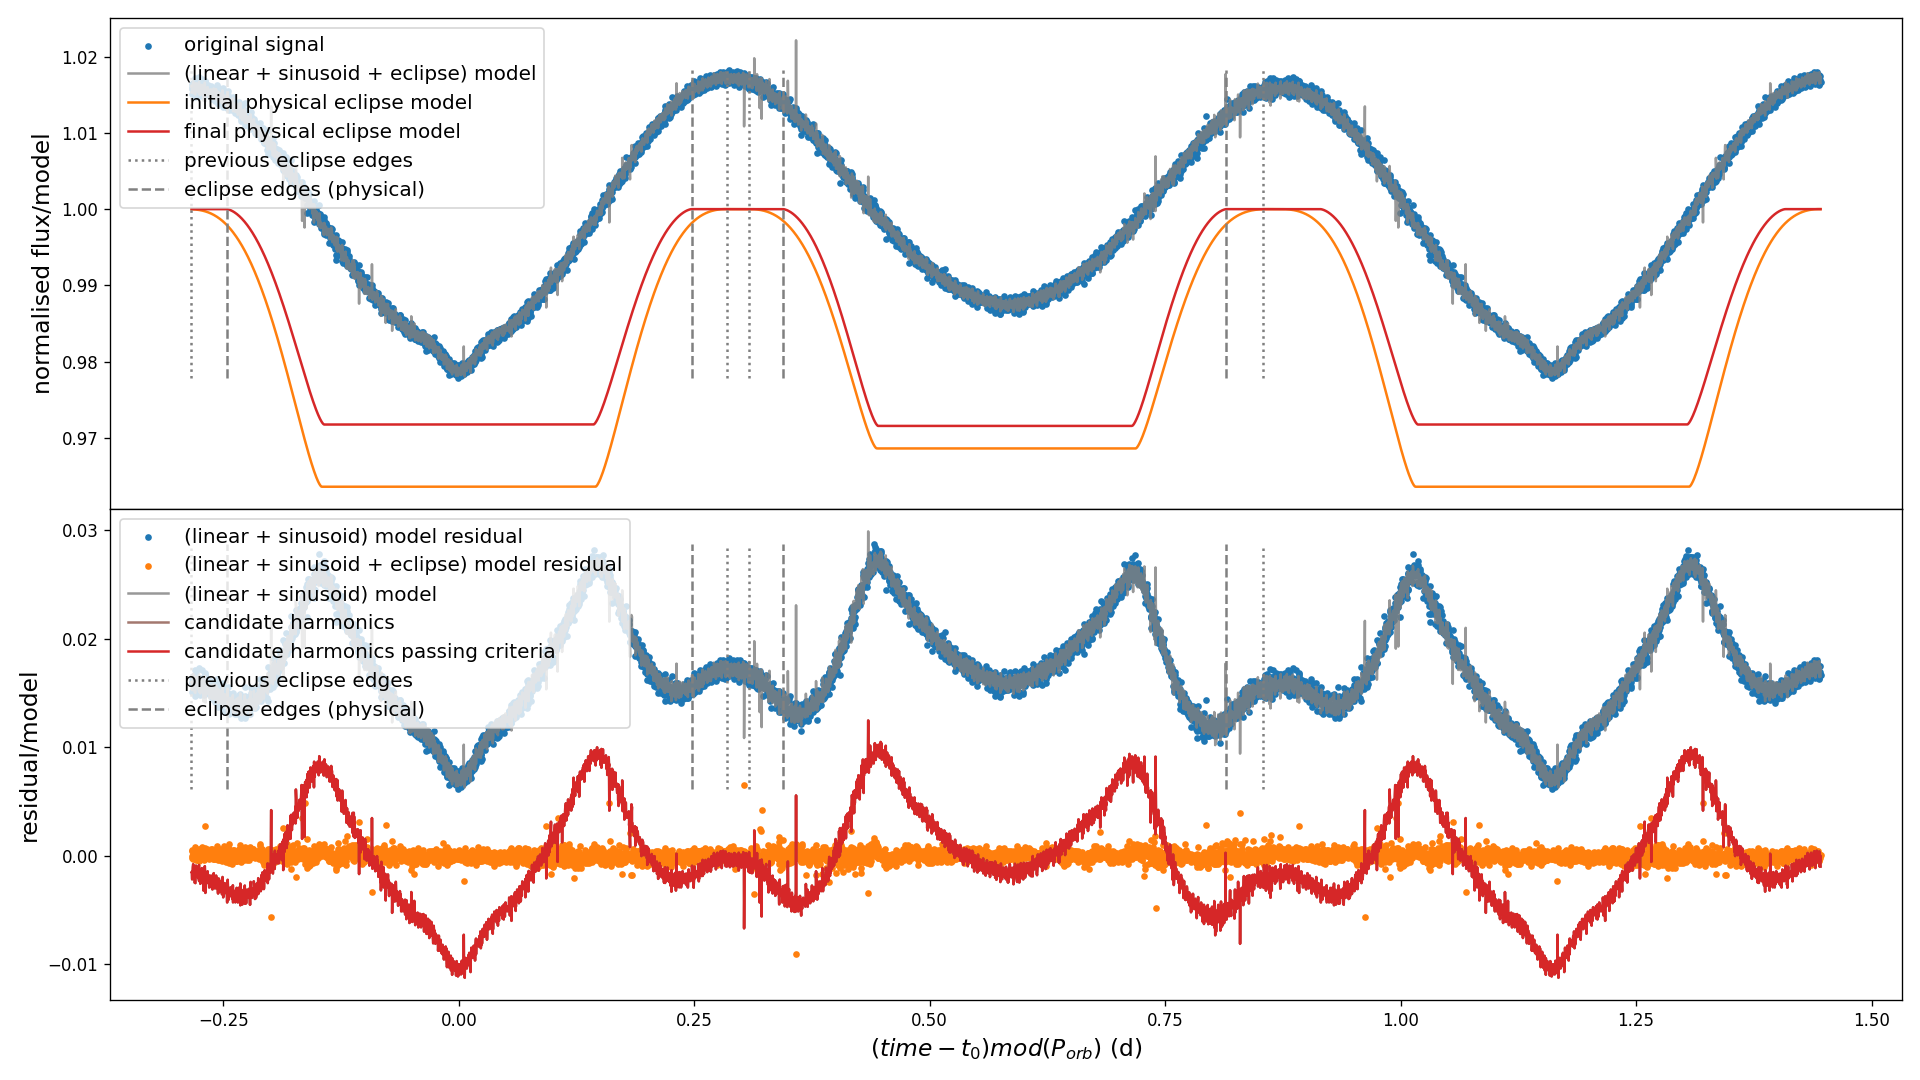 original signal
(linear + sinusoid + eclipse) model
initial physical eclipse model
final physical eclipse model
previous eclipse edges
eclipse edges (physical)
normalised flux/model
1.02
1.01
1.00
0.99
0.98
0.97
(linear + sinusoid) model residual
(linear + sinusoid + eclipse) model residual
(linear + sinusoid) model
candidate harmonics
candidate harmonics passing criteria
previous eclipse edges
eclipse edges (physical)
residual/model
0.03
0.02
0.01
0.00
−0.01
−0.25 0.00 0.25 0.50 0.75 1.00 1.25 1.50
(time − t₀)mod(P_orb) (d)